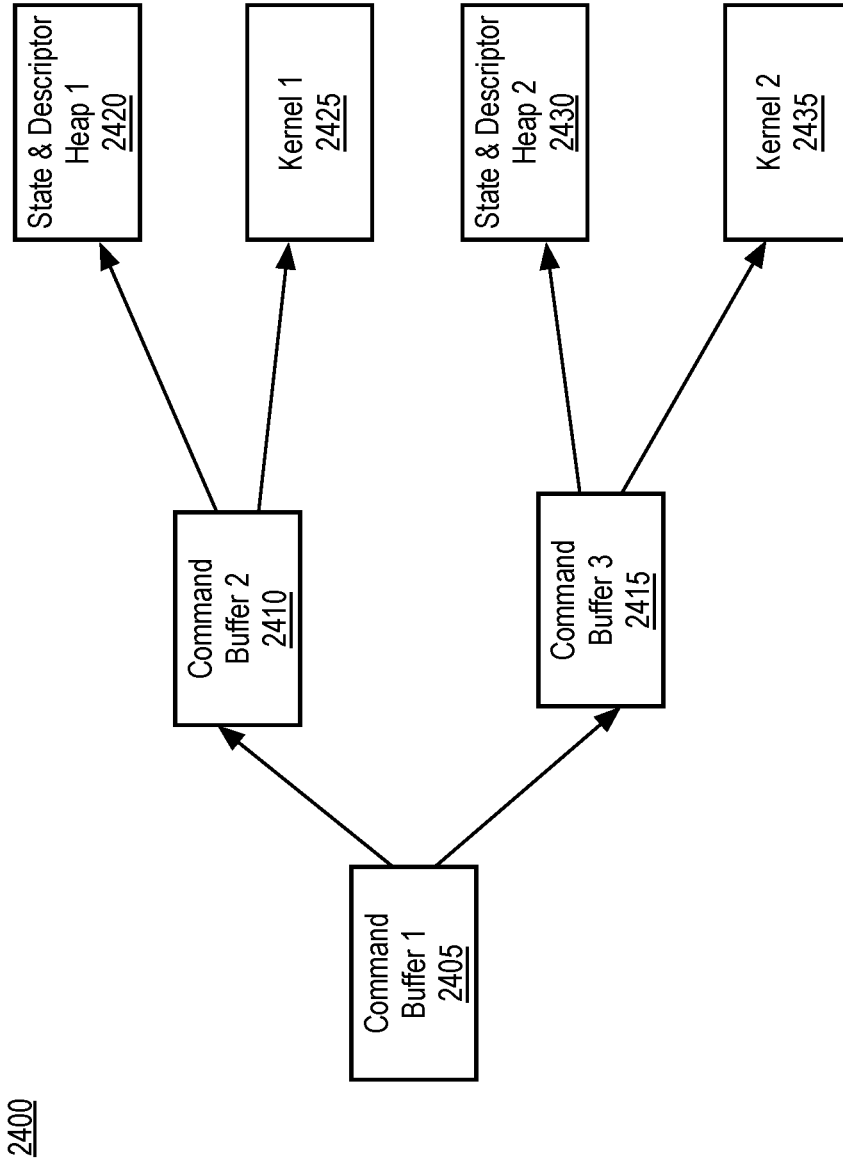 2400
Command
Buffer 1
2405
Command
Buffer 2
2410
Command
Buffer 3
2415
State & Descriptor
Heap 1
2420
Kernel 1
2425
State & Descriptor
Heap 2
2430
Kernel 2
2435